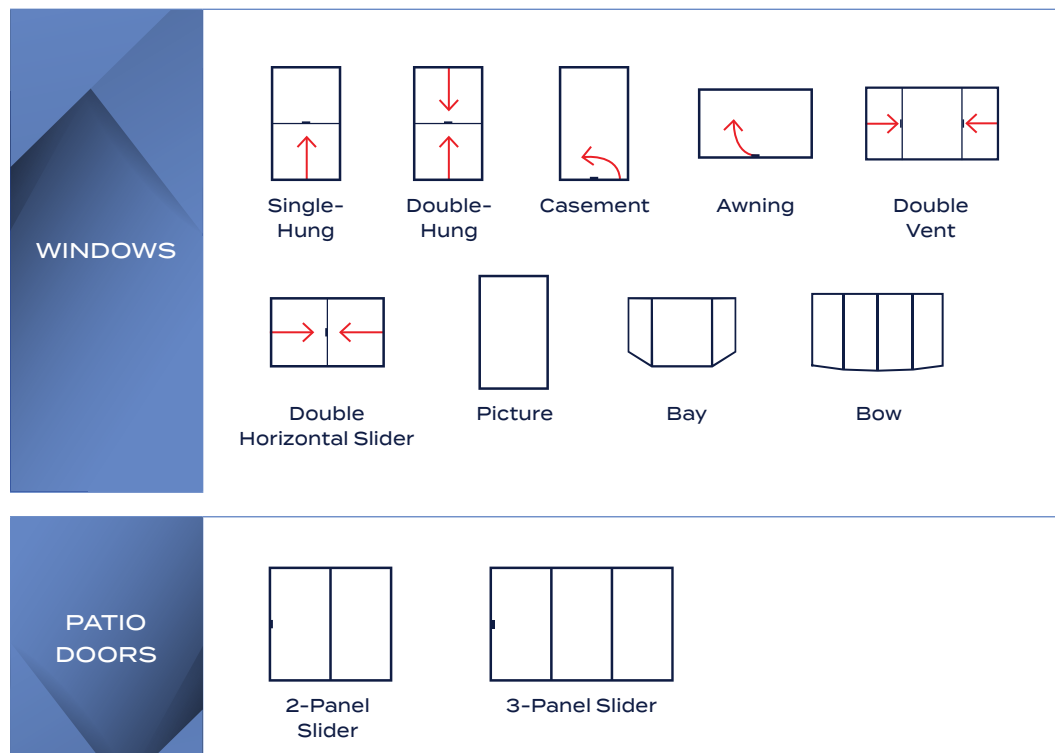 WINDOWS
Single-
Hung
Double-
Hung
Casement
Awning
Double
Vent
Double
Horizontal Slider
Picture
Bay
Bow
PATIO
DOORS
2-Panel
Slider
3-Panel Slider